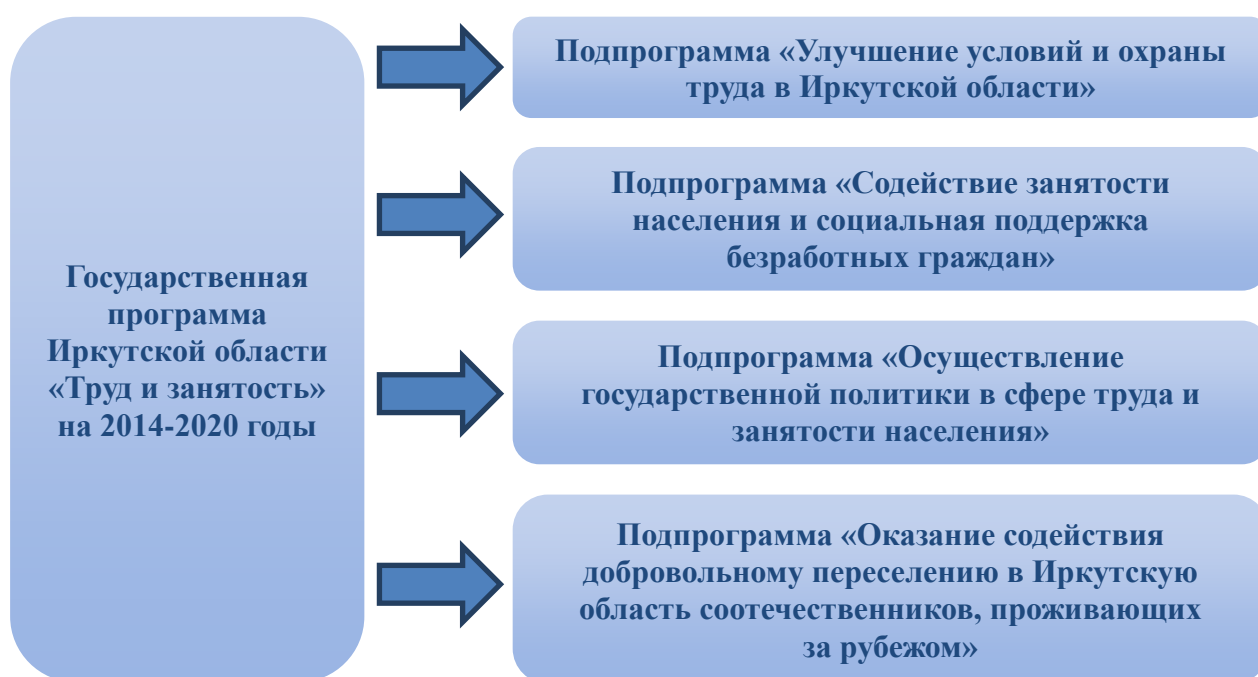 Государственная
программа
Иркутской области
«Труд и занятость»
на 2014-2020 годы
Подпрограмма «Улучшение условий и охраны
труда в Иркутской области»
Подпрограмма «Содействие занятости
населения и социальная поддержка
безработных граждан»
Подпрограмма «Осуществление
государственной политики в сфере труда и
занятости населения»
Подпрограмма «Оказание содействия
добровольному переселению в Иркутскую
область соотечественников, проживающих
за рубежом»